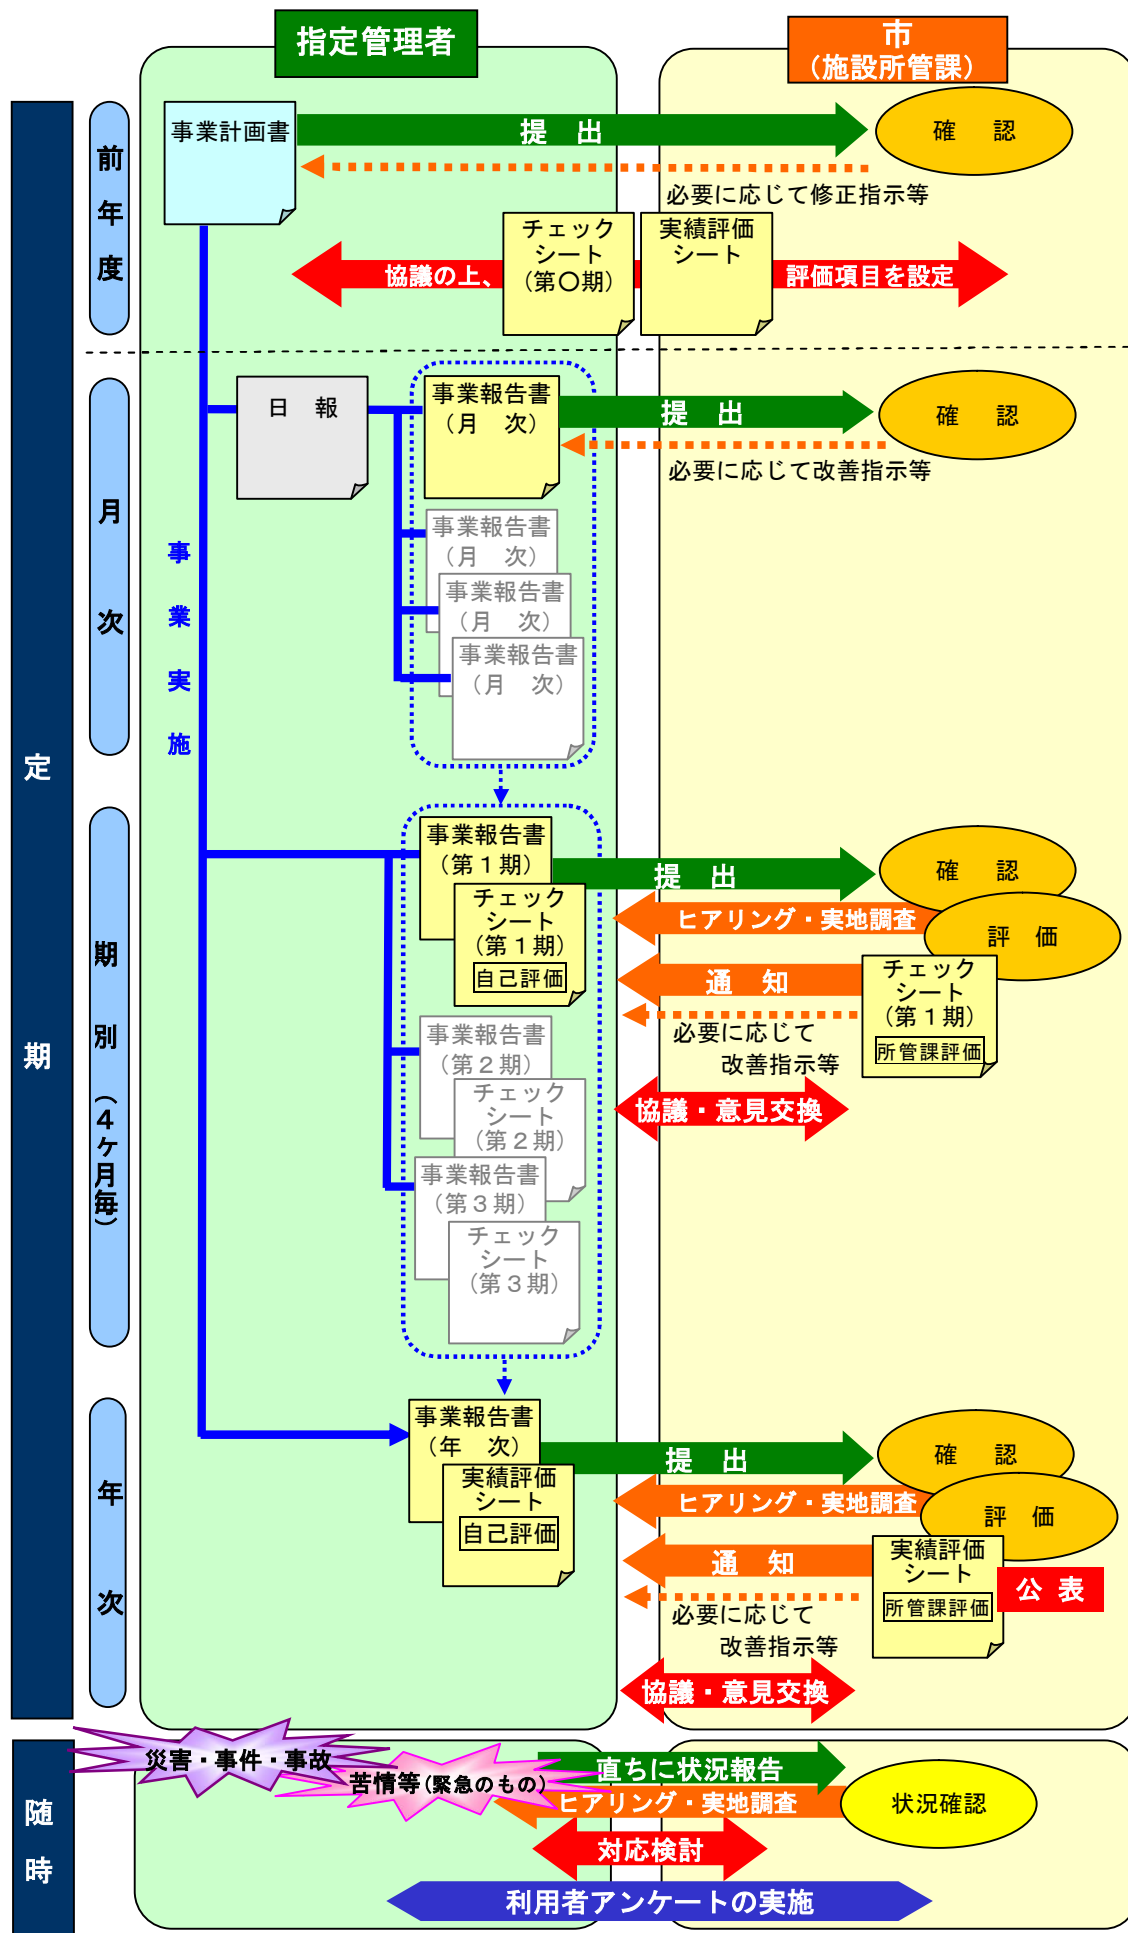 指定管理者
市
（施設所管課）
定
期
前
年
度
事業計画書
提　出
確　認
必要に応じて修正指示等
協議の上、
チェック
シート
（第〇期）
実績評価
シート
評価項目を設定
月
次
事
業
実
施
日　報
事業報告書
（月　次）
提　出
確　認
必要に応じて改善指示等
事業報告書
（月　次）
事業報告書
（月　次）
事業報告書
（月　次）
期
別
（４ヶ月毎）
事業報告書
（第１期）
チェック
シート
（第１期）
自己評価
提　出
確　認
ヒアリング・実地調査
評　価
通　知
チェック
シート
（第１期）
所管課評価
必要に応じて
改善指示等
協議・意見交換
事業報告書
（第２期）
チェック
シート
（第２期）
事業報告書
（第３期）
チェック
シート
（第３期）
年
次
事業報告書
（年　次）
実績評価
シート
自己評価
提　出
確　認
ヒアリング・実地調査
評　価
通　知
実績評価
シート
所管課評価
公 表
必要に応じて
改善指示等
協議・意見交換
随
時
災害・事件・事故
苦情等（緊急のもの）
直ちに状況報告
ヒアリング・実地調査
状況確認
対応検討
利用者アンケートの実施